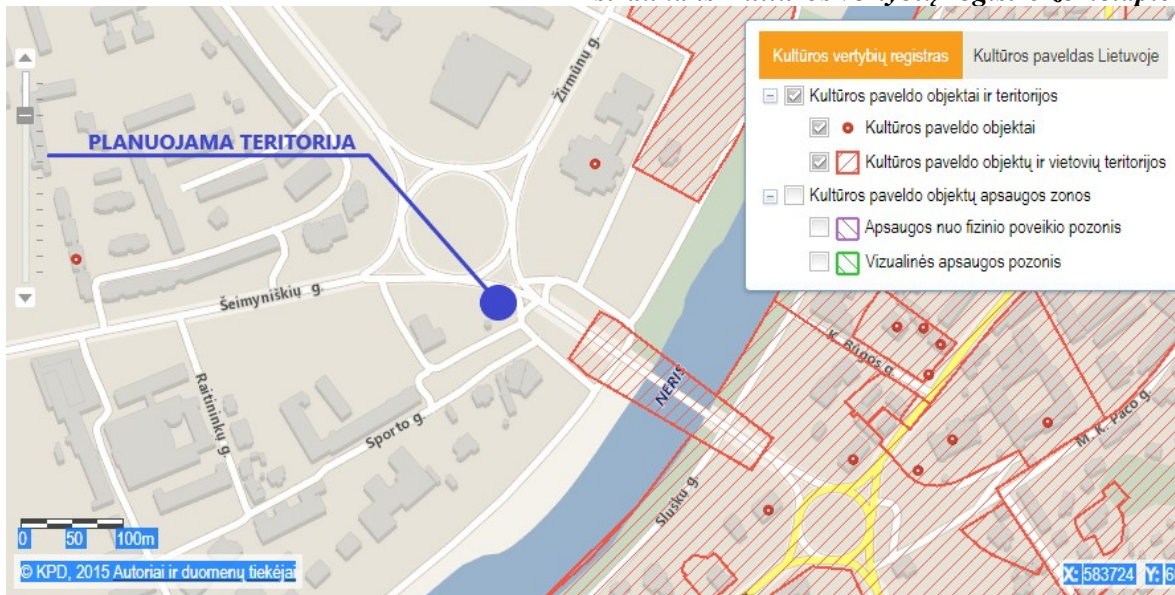 Kultūros vertybių registras Kultūros paveldas Lietuvoje
Kultūros paveldo objektai ir teritorijos
Kultūros paveldo objektai
Kultūros paveldo objektų ir vietovių teritorijos
Kultūros paveldo objektų apsaugos zonos
Apsaugos nuo fizinio poveikio pozonis
Vizualinės apsaugos pozonis
Žirmūnų g.
PLANUOJAMA TERITORIJA
Šeimyniškių g.
Raitininkų g.
Sporto g.
NERIS
K. Būgos g.
M. K. Paco g.
Sluškų g.
0 50 100m
© KPD, 2015 Autoriai ir duomenų tiekėjai
X: 583724 Y: 6